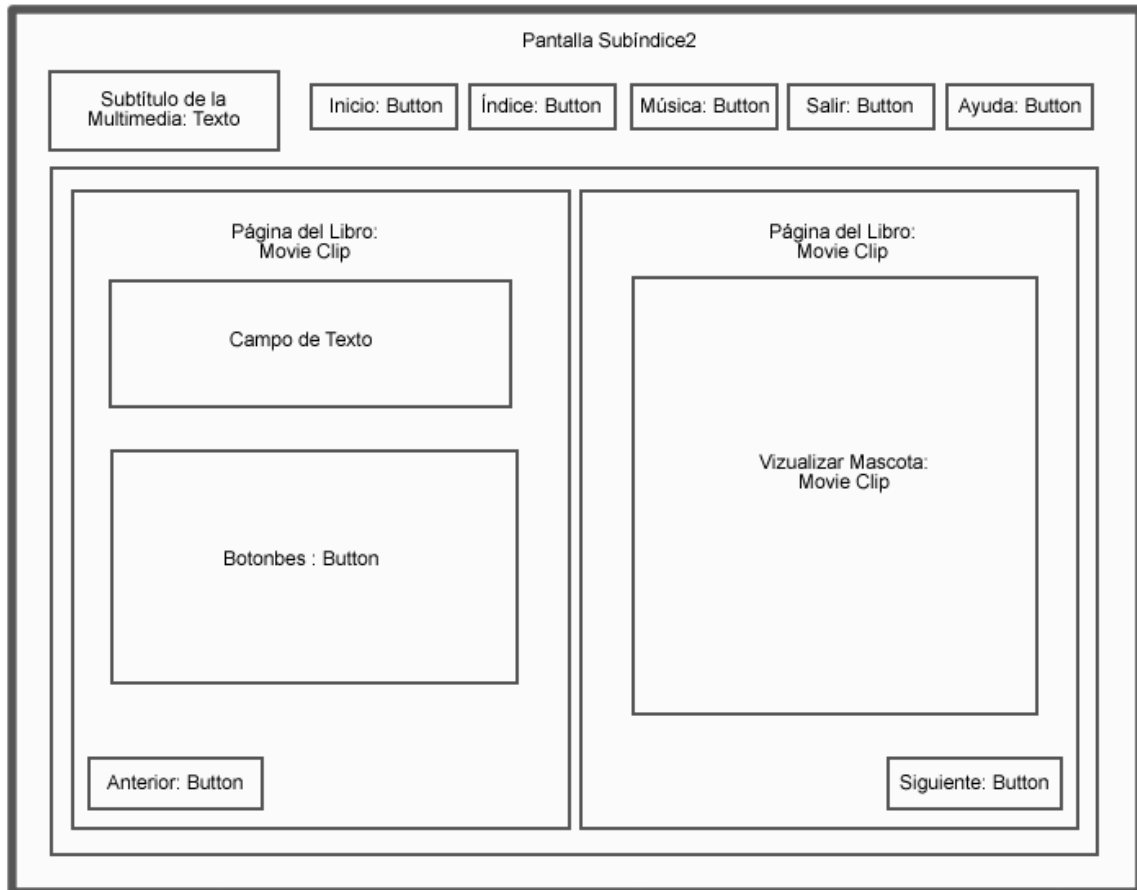 Pantalla Subíndice2
Subtítulo de la
Multimedia: Texto
Inicio: Button
Índice: Button
Música: Button
Salir: Button
Ayuda: Button
Página del Libro:
Movie Clip
Campo de Texto
Botonbes : Button
Anterior: Button
Página del Libro:
Movie Clip
Vizualizar Mascota:
Movie Clip
Siguiente: Button